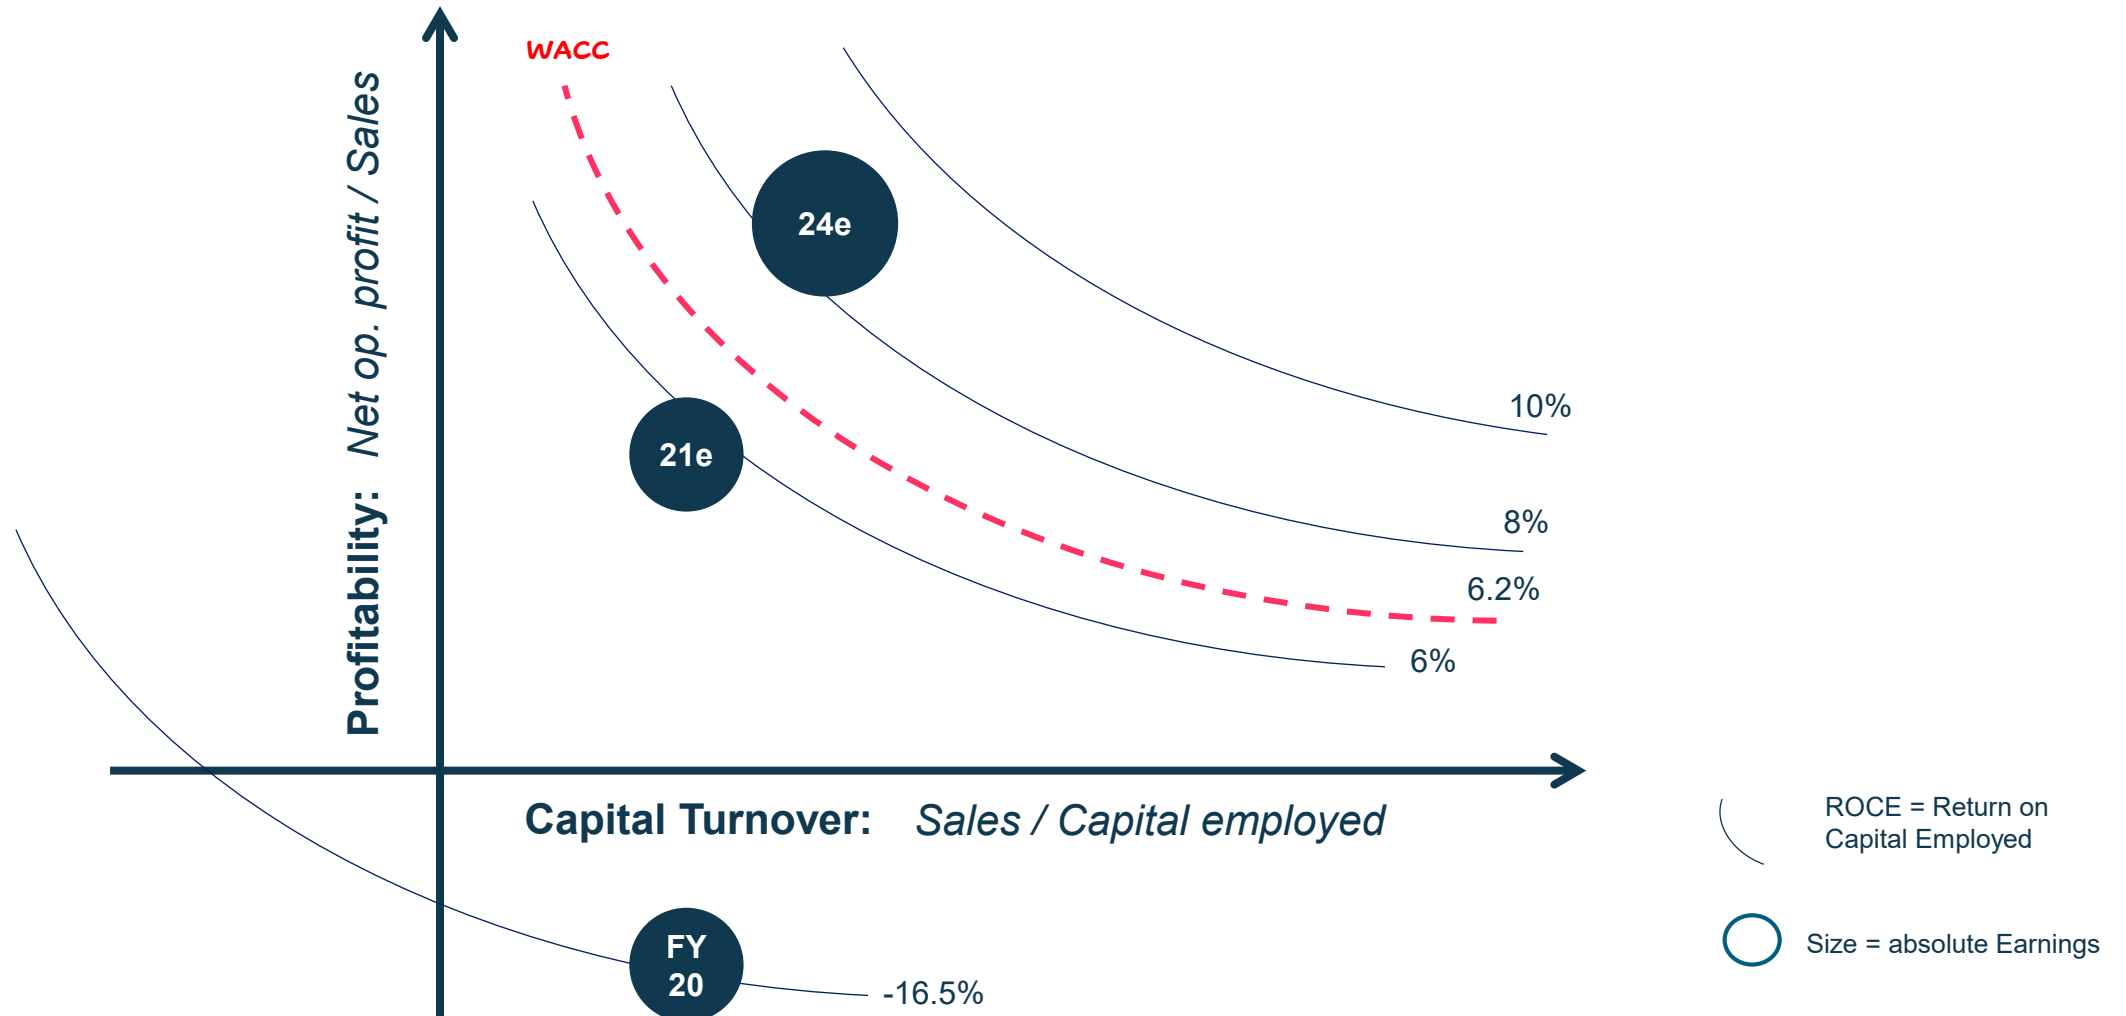 WACC
Profitability: Net op. profit / Sales
24e
21e
10%
8%
6.2%
6%
Capital Turnover: Sales / Capital employed
ROCE = Return on
Capital Employed
FY
20
-16.5%
Size = absolute Earnings